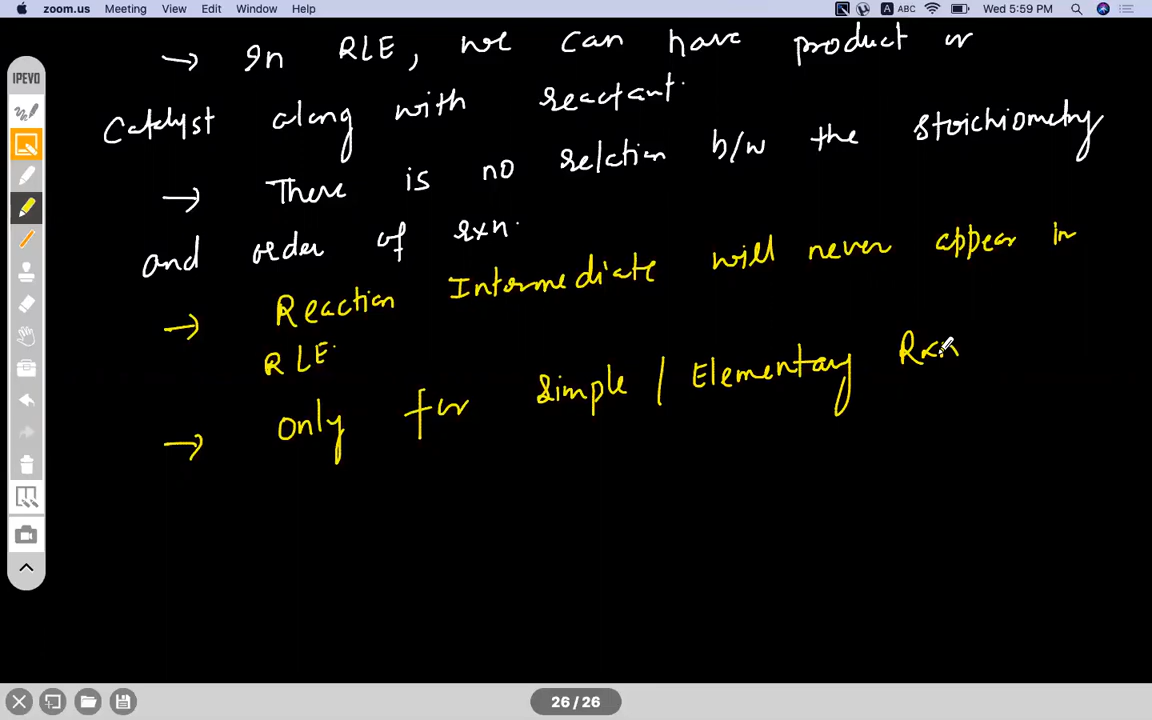 zoom.us Meeting View Edit Window Help A ABC Wed 5:59 PM
IPEVO
→ In RLE, we can have product or
Catalyst along with reactant.
→ There is no relation b/w the stoichiometry
and order of rxn.
→ Reaction Intermediate will never appear in
RLE.
→ Only for Simple / Elementary Rxn
26/26